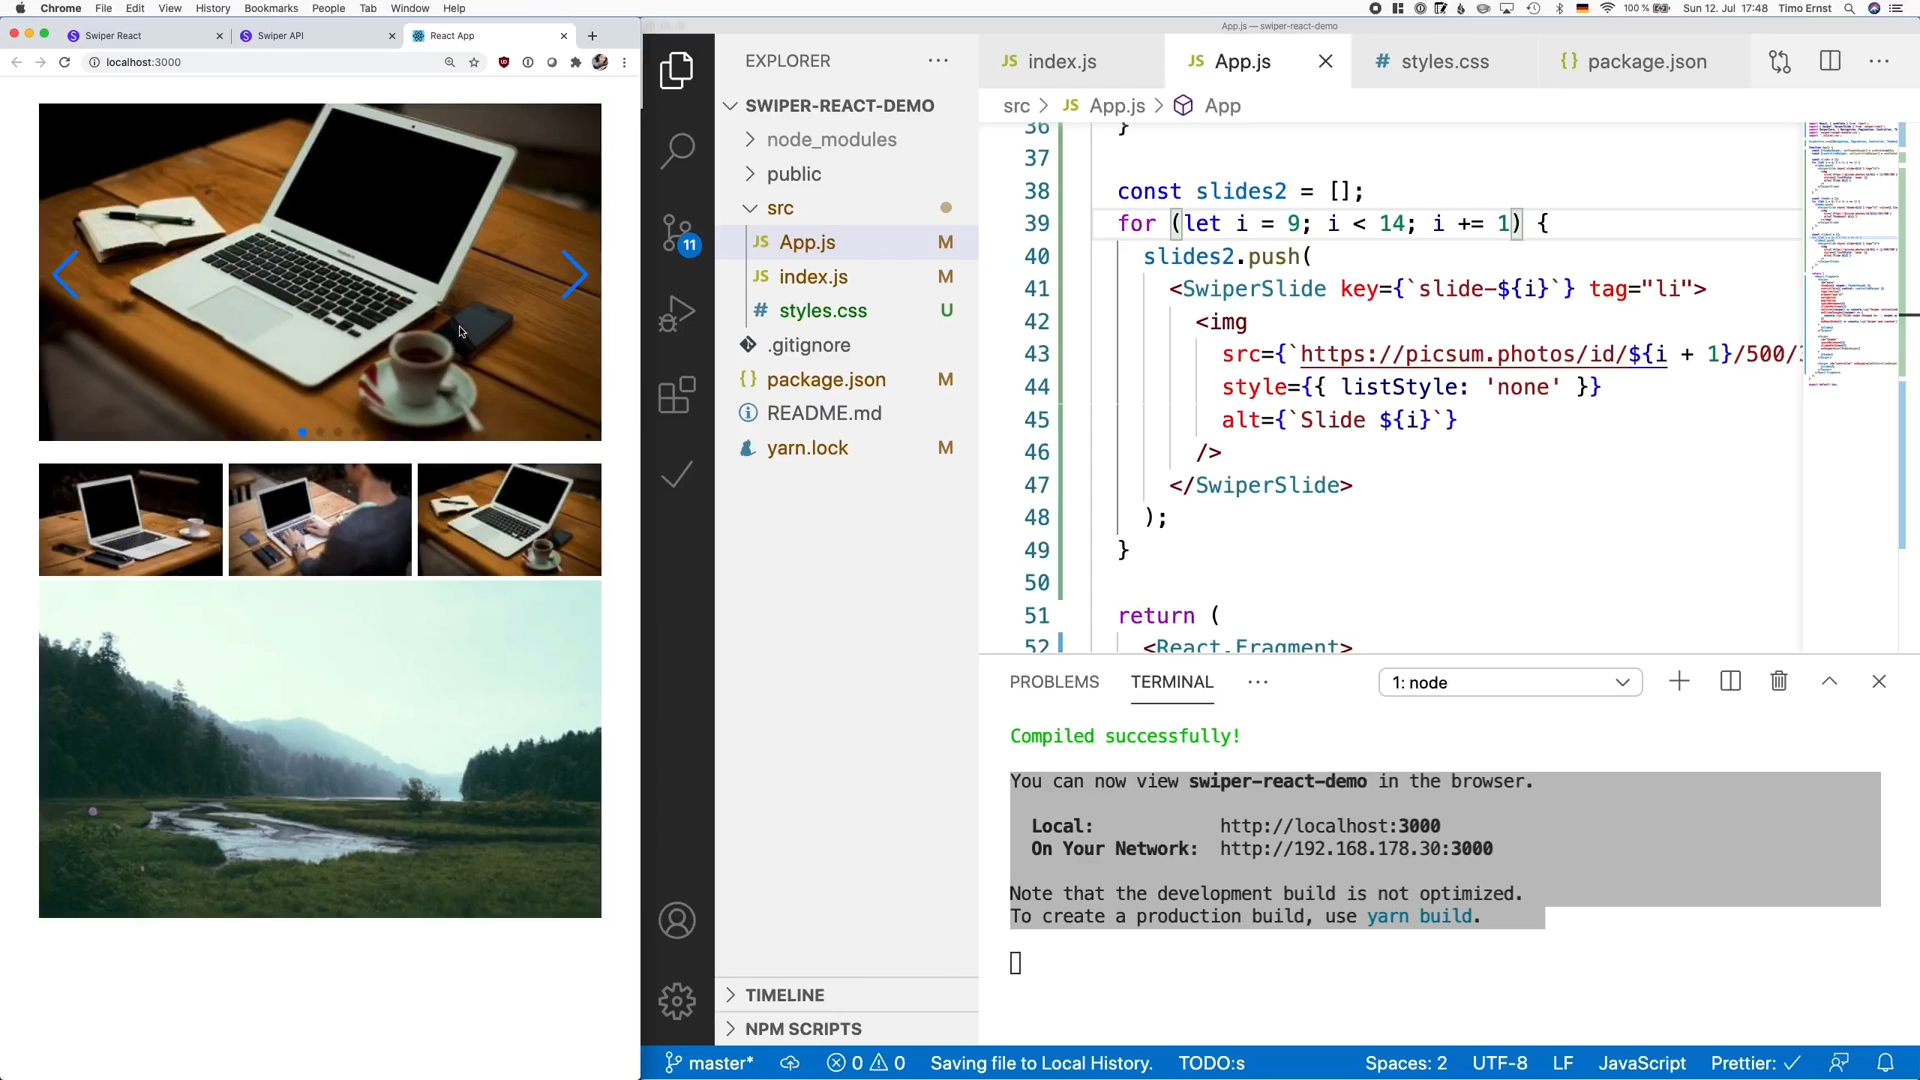 Chrome File Edit View History Bookmarks People Tab Window Help
100 % Sun 12. Jul 17:48 Timo Ernst
Swiper React
Swiper API
React App
localhost:3000
App.js — swiper-react-demo
EXPLORER
SWIPER-REACT-DEMO
node_modules
public
src
JS App.js M
JS index.js M
# styles.css U
.gitignore
{} package.json M
README.md
yarn.lock M
11
TIMELINE
NPM SCRIPTS
JS index.js
JS App.js
# styles.css
{} package.json
src > JS App.js > App
36 }
37
38 const slides2 = [];
39 for (let i = 9; i < 14; i += 1) {
40 slides2.push(
41 <SwiperSlide key={`slide-${i}`} tag="li">
42 <img
43 src={`https://picsum.photos/id/${i + 1}/500/
44 style={{ listStyle: 'none' }}
45 alt={`Slide ${i}`}
46 />
47 </SwiperSlide>
48 );
49 }
50
51 return (
52 <React.Fragment>
PROBLEMS TERMINAL ··· 1: node
Compiled successfully!
You can now view swiper-react-demo in the browser.
Local: http://localhost:3000
On Your Network: http://192.168.178.30:3000
Note that the development build is not optimized.
To create a production build, use yarn build.
master* 0 0 Saving file to Local History. TODO:s Spaces: 2 UTF-8 LF JavaScript Prettier: ✓